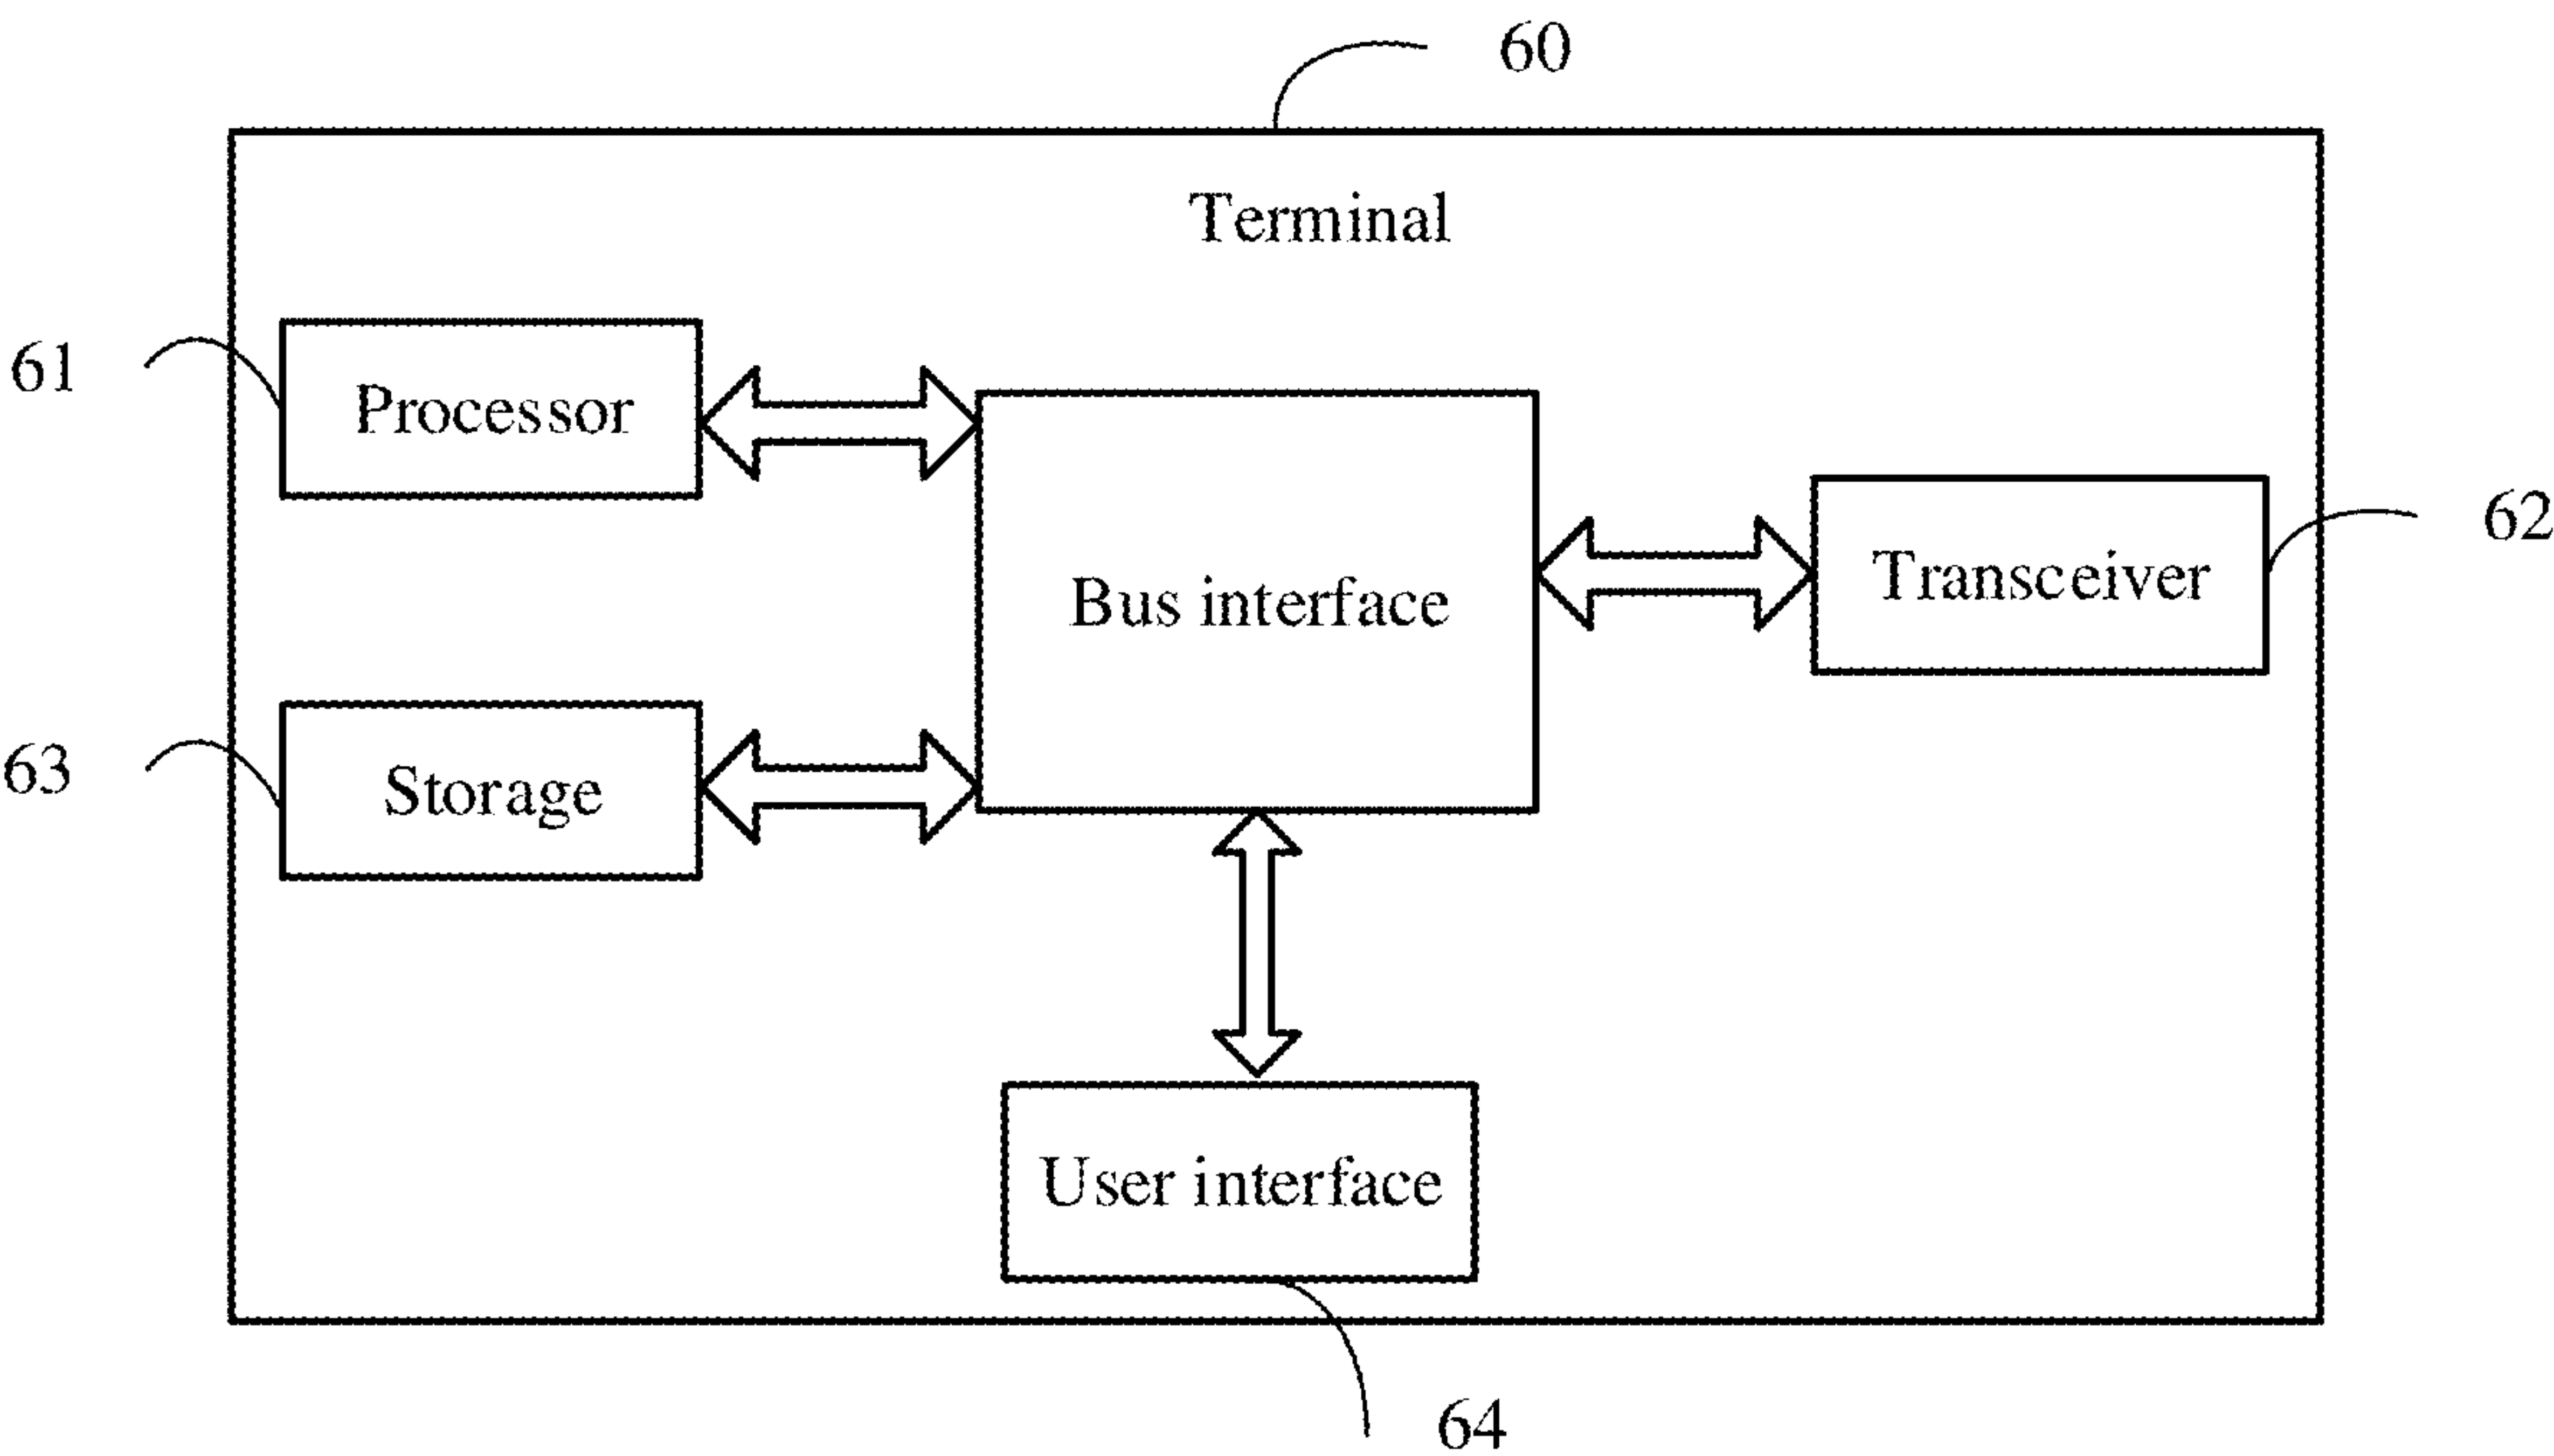 60
Terminal
61
Processor
Bus interface
Transceiver
62
63
Storage
User interface
64